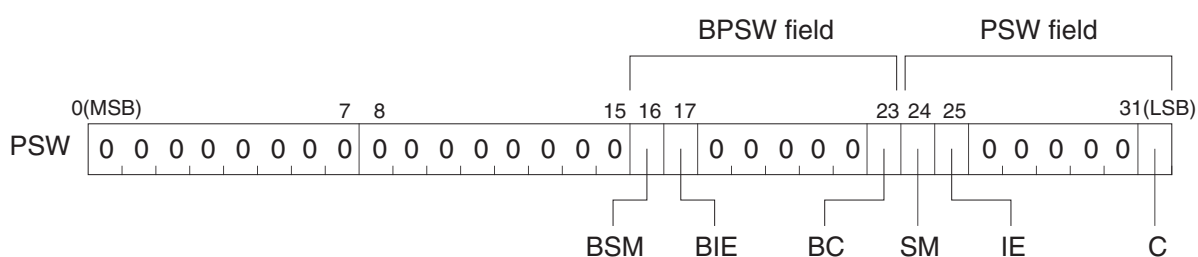 BPSW field PSW field
0(MSB) 7 8 15 16 17 23 24 25 31(LSB)
PSW 0 0 0 0 0 0 0 0 0 0 0 0 0 0 0 0 0 0 0 0 0 0 0 0 0 0
BSM BIE BC SM IE C